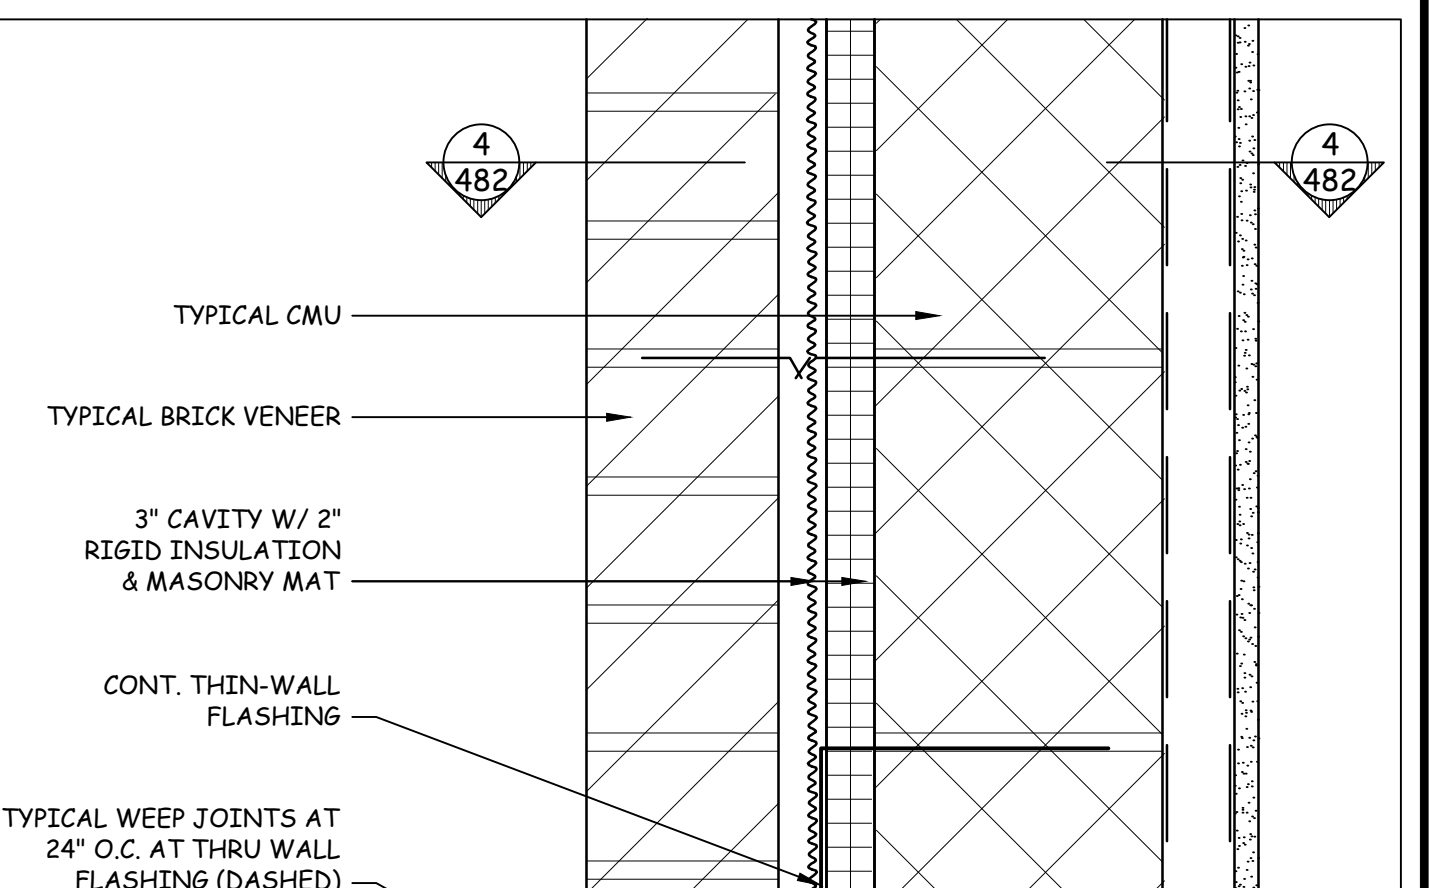 4
482
4
482
TYPICAL CMU
TYPICAL BRICK VENEER
3" CAVITY W/ 2"
RIGID INSULATION
& MASONRY MAT
CONT. THIN-WALL
FLASHING
TYPICAL WEEP JOINTS AT
24" O.C. AT THRU WALL
FLASHING (DASHED)